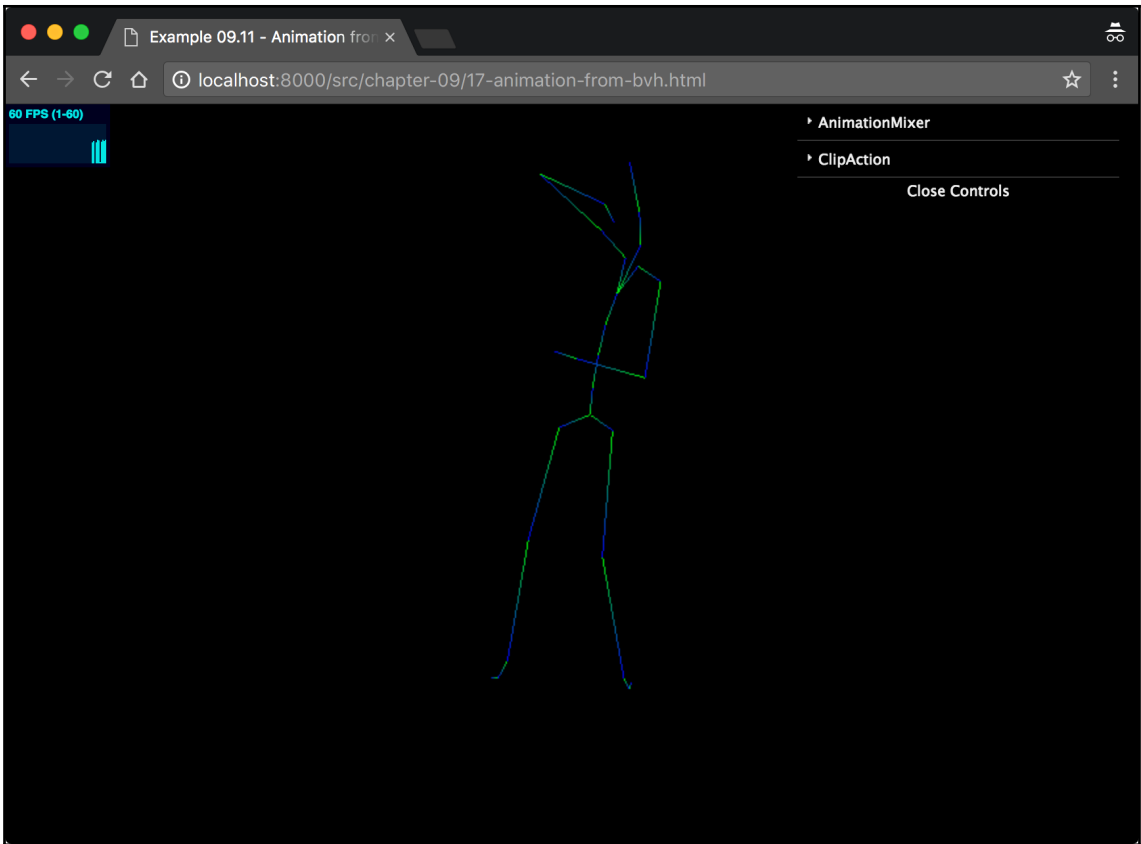 Example 09.11 - Animation fron
localhost:8000/src/chapter-09/17-animation-from-bvh.html
60 FPS (1-60)
AnimationMixer
ClipAction
Close Controls